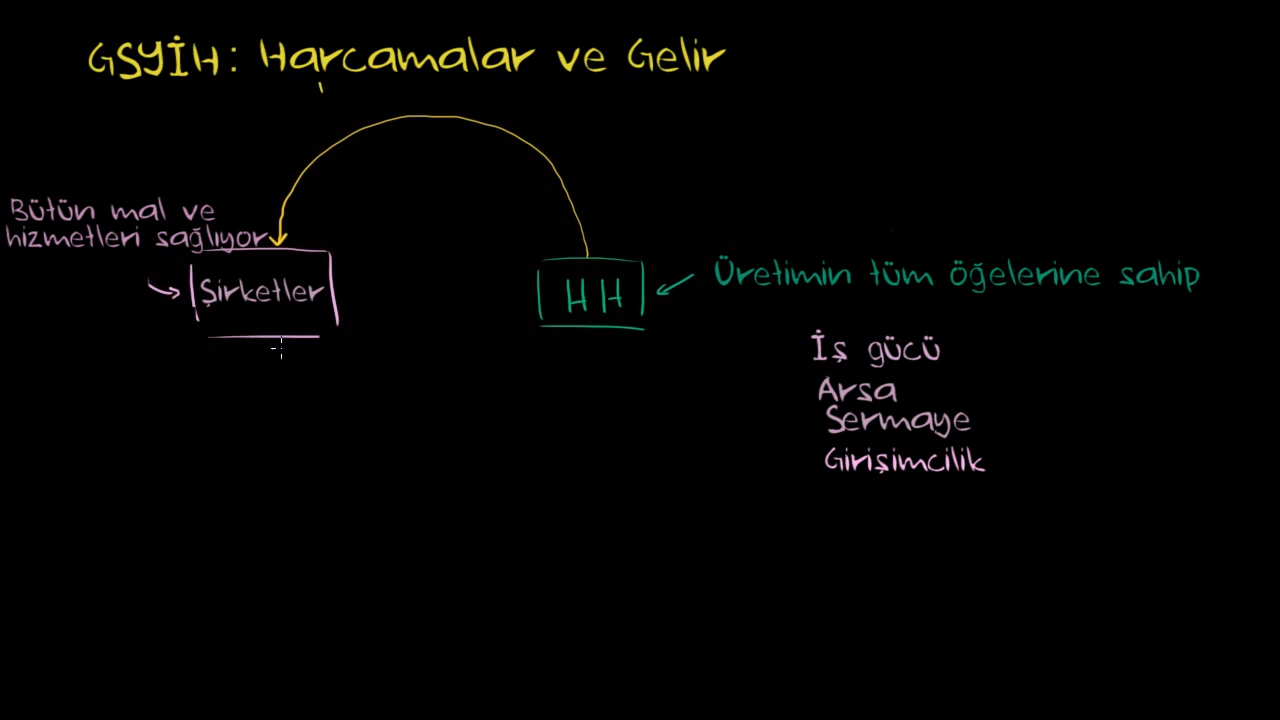 GSYİH: Harcamalar ve Gelir
Bütün mal ve
hizmetleri sağlıyor
Şirketler
HH
Üretimin tüm öğelerine sahip
İş gücü
Arsa
Sermaye
Girişimcilik